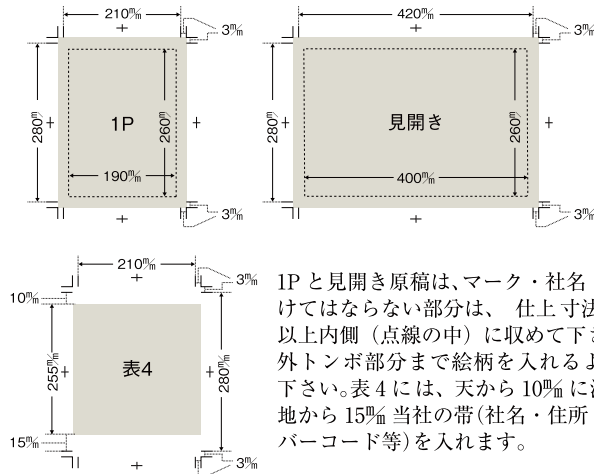 210㎜
420㎜
3㎜
3㎜
280㎜
1P
260㎜
280㎜
見開き
260㎜
190㎜
400㎜
3㎜
3㎜
210㎜
3㎜
10㎜
255㎜
表4
280㎜
15㎜
3㎜
1Pと見開き原稿は、マーク・社名
けてはならない部分は、 仕上寸法
以上内側（点線の中）に収めて下さ
外トンボ部分まで絵柄を入れるよ
下さい。表4には、天から10㎜に
地から15㎜当社の帯(社名・住所
バーコード等)を入れます。